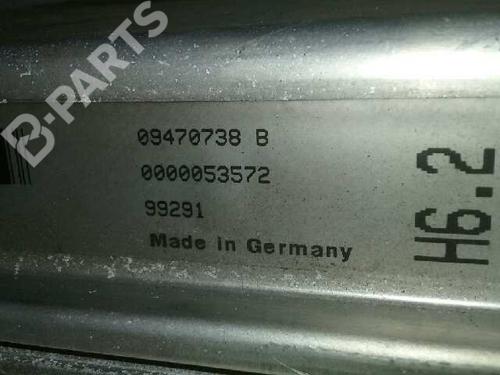 B-PARTS
09470738 B
0000053572
99291
Made in Germany
H6.2